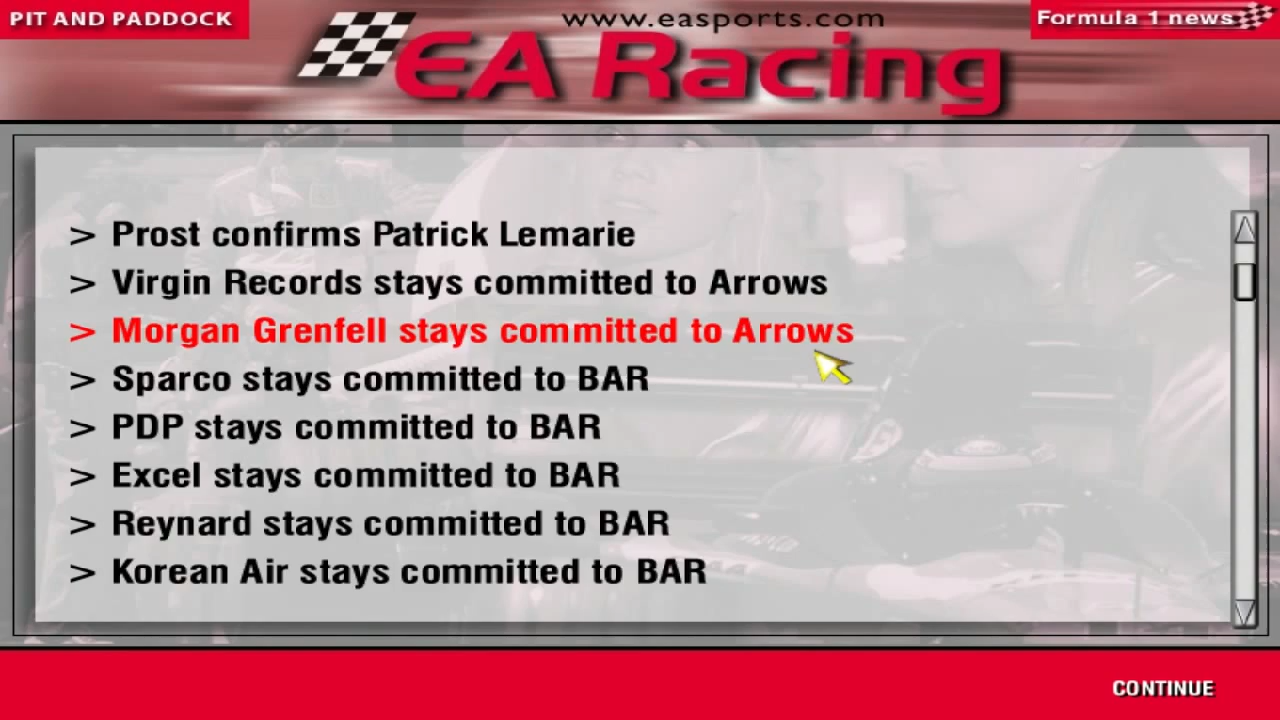 PIT AND PADDOCK
www.easports.com
Formula 1 news
EA Racing
> Prost confirms Patrick Lemarie
> Virgin Records stays committed to Arrows
> Morgan Grenfell stays committed to Arrows
> Sparco stays committed to BAR
> PDP stays committed to BAR
> Excel stays committed to BAR
> Reynard stays committed to BAR
> Korean Air stays committed to BAR
CONTINUE